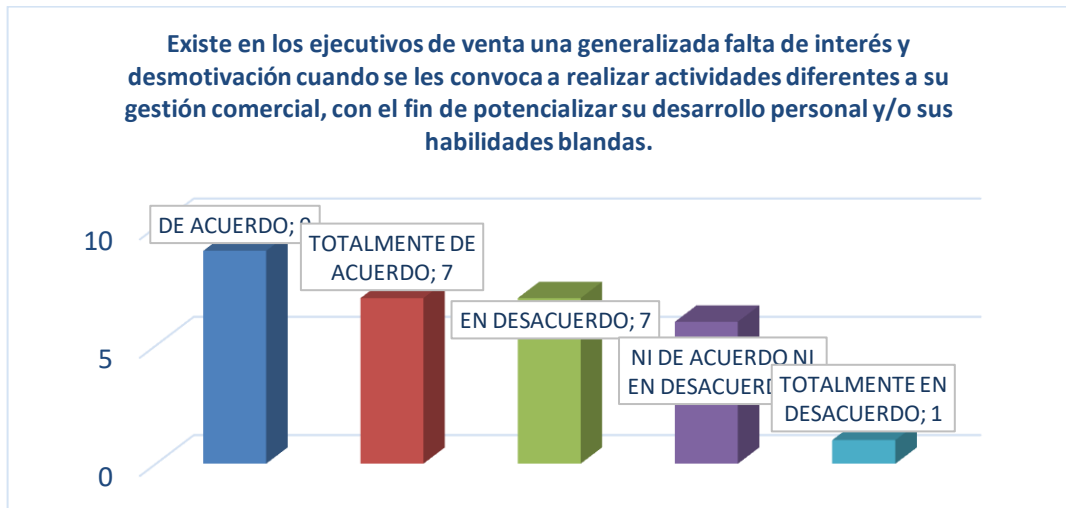 Existe en los ejecutivos de venta una generalizada falta de interés y
desmotivación cuando se les convoca a realizar actividades diferentes a su
gestión comercial, con el fin de potencializar su desarrollo personal y/o sus
habilidades blandas.
DE ACUERDO;
TOTALMENTE DE
ACUERDO; 7
EN DESACUERDO; 7
NI DE ACUERDO NI
EN
TOTALMENTE EN
DESACUERDO; 1
10
5
0